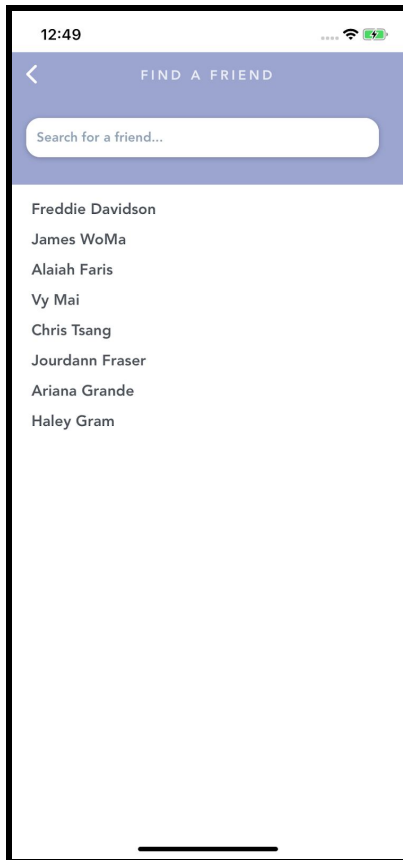 12:49
FIND A FRIEND
Search for a friend...
Freddie Davidson
James WoMa
Alaiah Faris
Vy Mai
Chris Tsang
Jourdann Fraser
Ariana Grande
Haley Gram